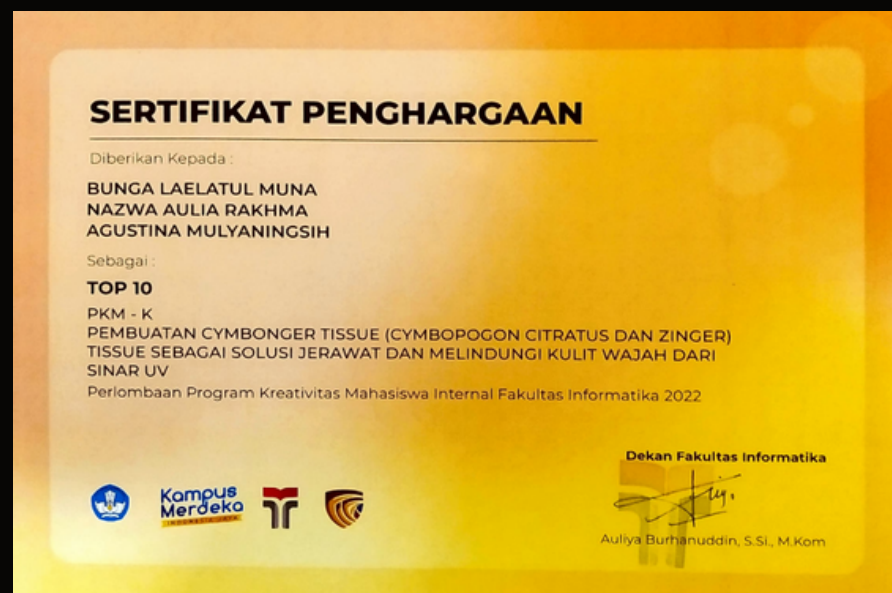 SERTIFIKAT PENGHARGAAN
Diberikan Kepada :
BUNGA LAELATUL MUNA
NAZWA AULIA RAKHMA
AGUSTINA MULYANINGSIH
Sebagai :
TOP 10
PKM - K
PEMBUATAN CYMBONGER TISSUE (CYMBOPOGON CITRATUS DAN ZINGER)
TISSUE SEBAGAI SOLUSI JERAWAT DAN MELINDUNGI KULIT WAJAH DARI
SINAR UV
Perlombaan Program Kreativitas Mahasiswa Internal Fakultas Informatika 2022
Dekan Fakultas Informatika
Kampus
Merdeka
INDONESIA JAYA
Auliya Burhanuddin, S.Si., M.Kom